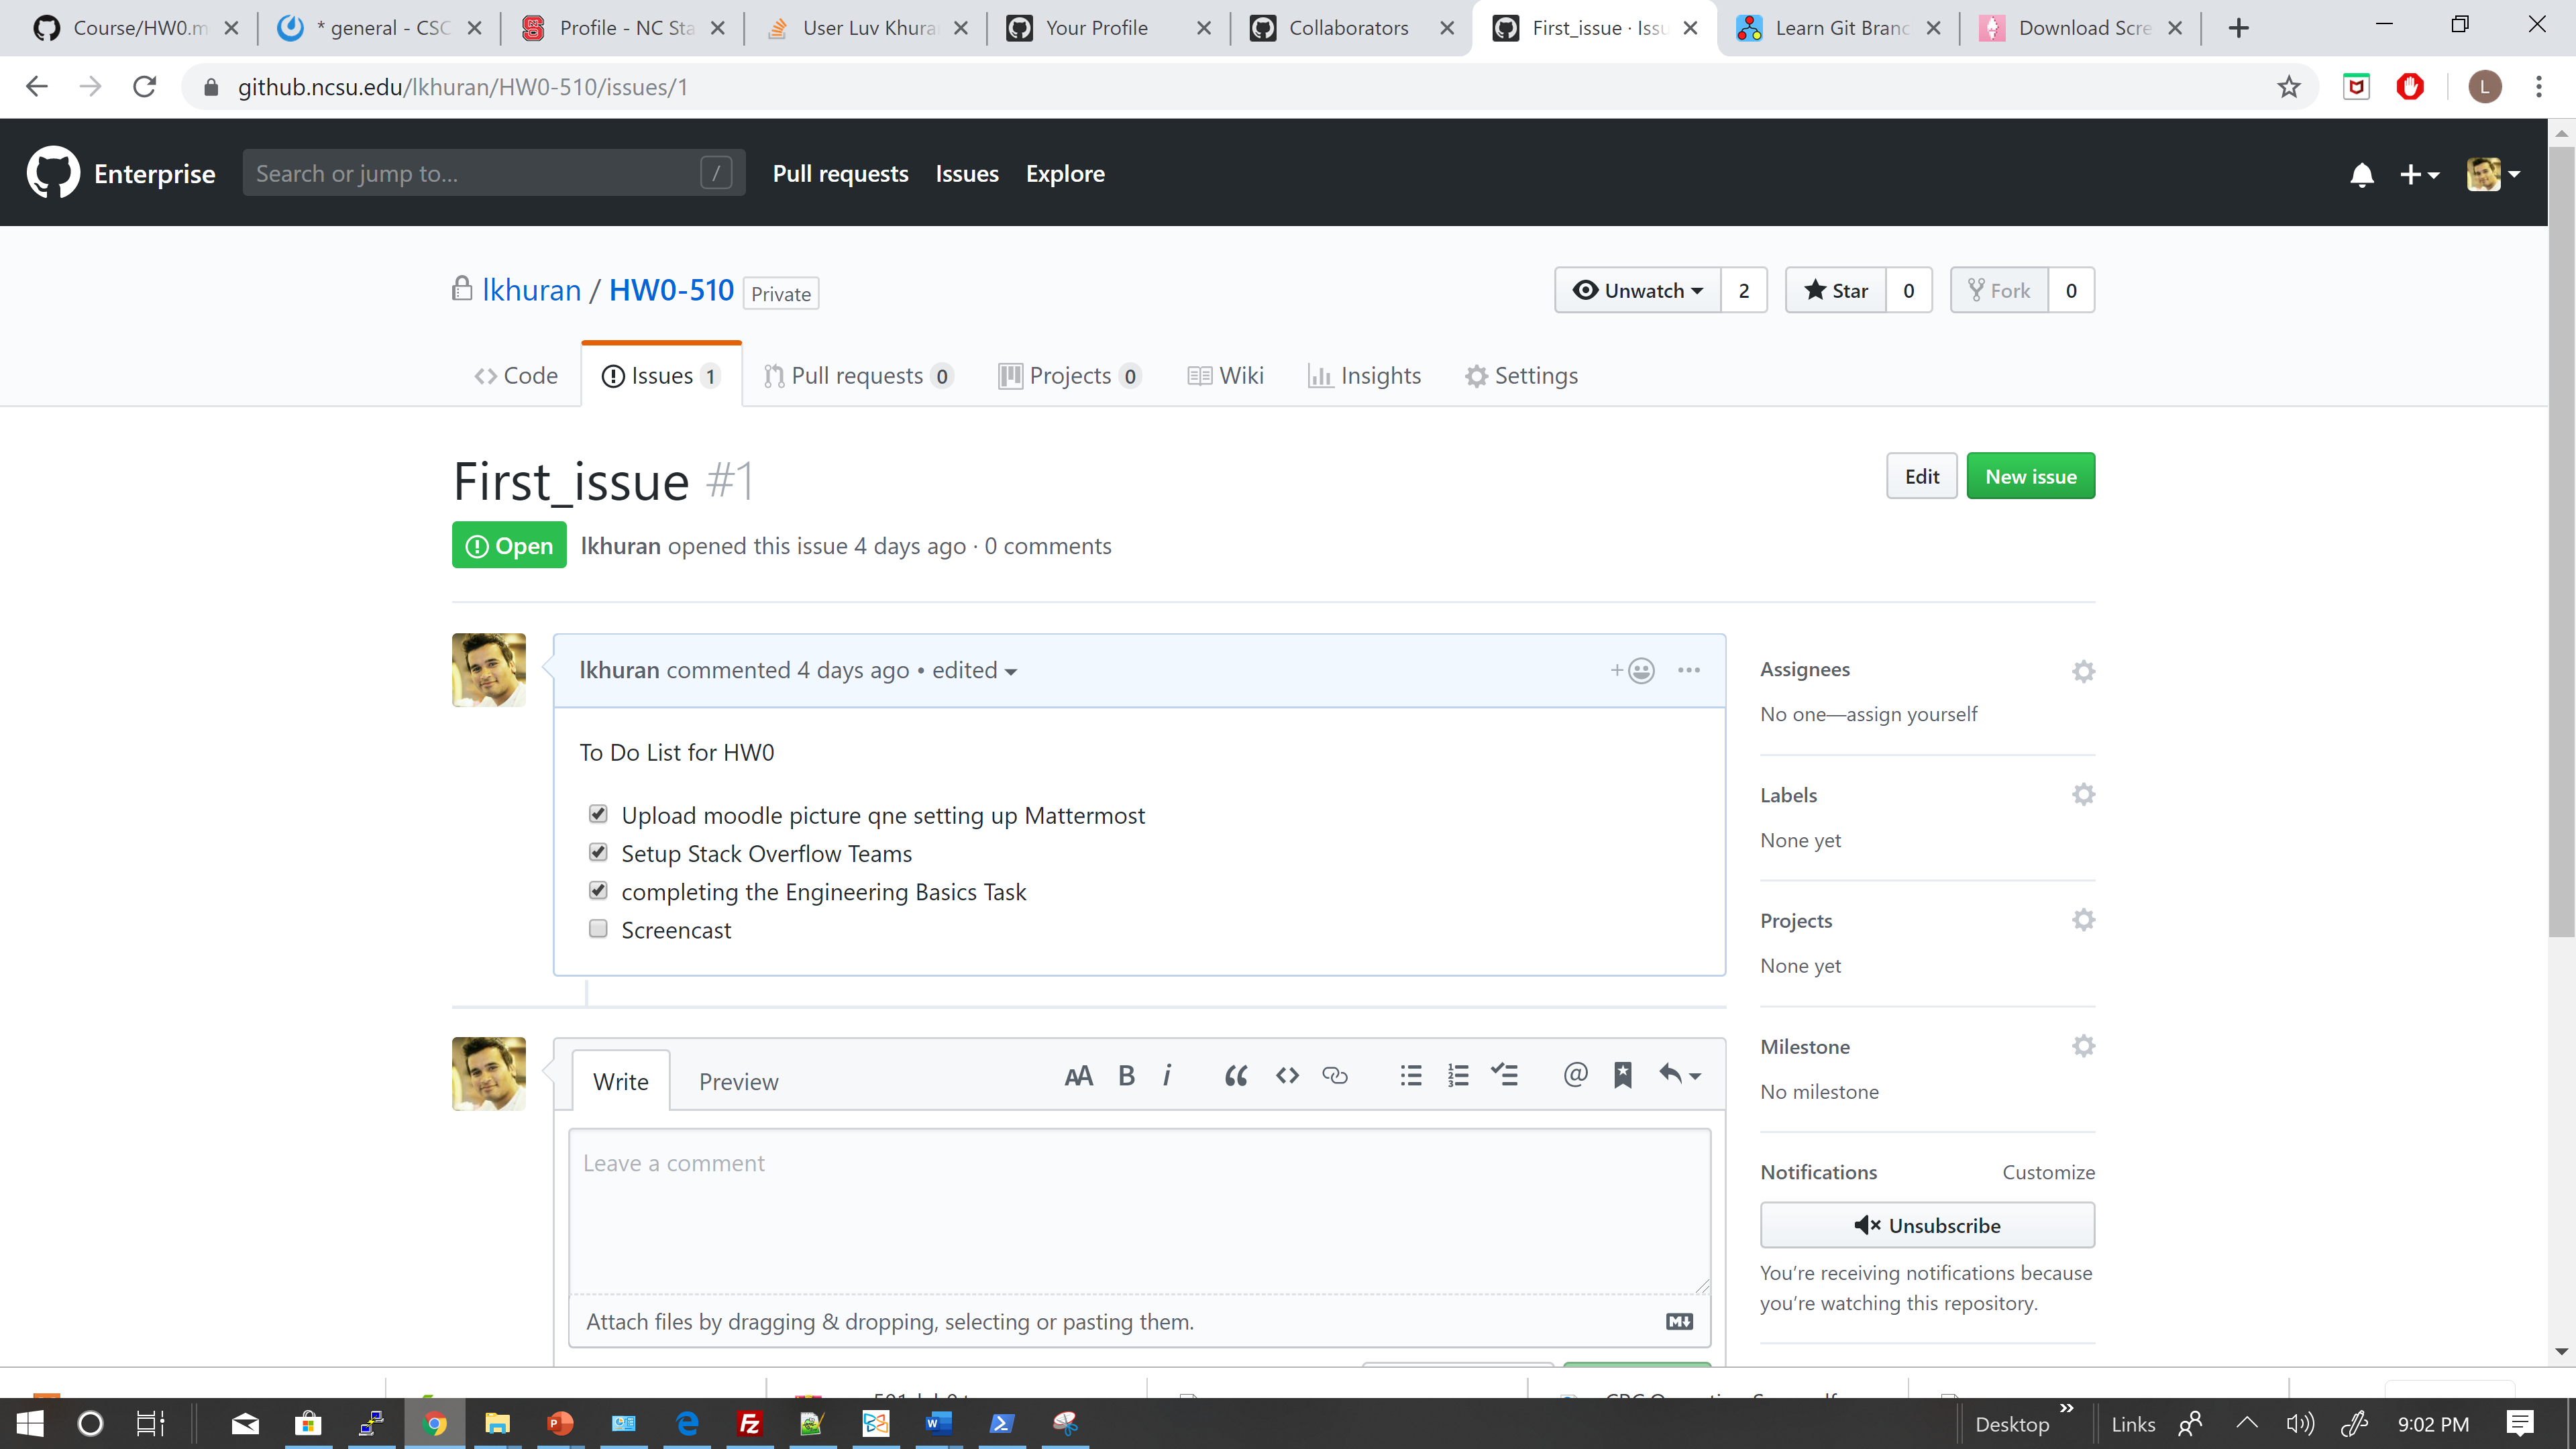 Course/HW0.m
* general - CSC
Profile - NC Sta
User Luv Khura
Your Profile
Collaborators
First_issue · Issu
Learn Git Branc
Download Scre
github.ncsu.edu/lkhuran/HW0-510/issues/1
L
Enterprise
Search or jump to...
/
Pull requests
Issues
Explore
lkhuran / HW0-510 Private
Unwatch 2
Star 0
Fork 0
Code
Issues 1
Pull requests 0
Projects 0
Wiki
Insights
Settings
First_issue #1
Edit
New issue
Open
lkhuran opened this issue 4 days ago · 0 comments
lkhuran commented 4 days ago • edited
To Do List for HW0
Upload moodle picture qne setting up Mattermost
Setup Stack Overflow Teams
completing the Engineering Basics Task
Screencast
Assignees
No one—assign yourself
Labels
None yet
Projects
None yet
Milestone
No milestone
Notifications
Customize
Unsubscribe
You're receiving notifications because
you're watching this repository.
Write
Preview
AA B i
@
Leave a comment
Attach files by dragging & dropping, selecting or pasting them.
Desktop
Links
9:02 PM